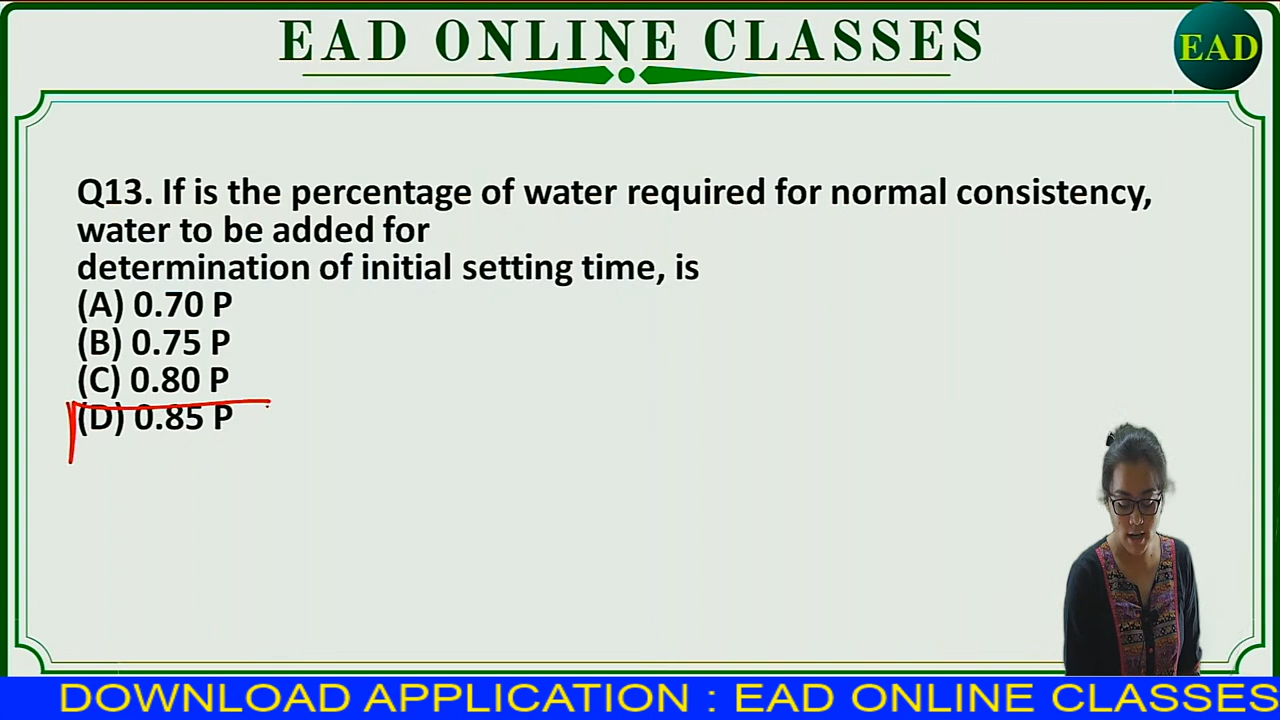 EAD ONLINE CLASSES
EAD
Q13. If is the percentage of water required for normal consistency,
water to be added for
determination of initial setting time, is
(A) 0.70 P
(B) 0.75 P
(C) 0.80 P
(D) 0.85 P
DOWNLOAD APPLICATION : EAD ONLINE CLASSES